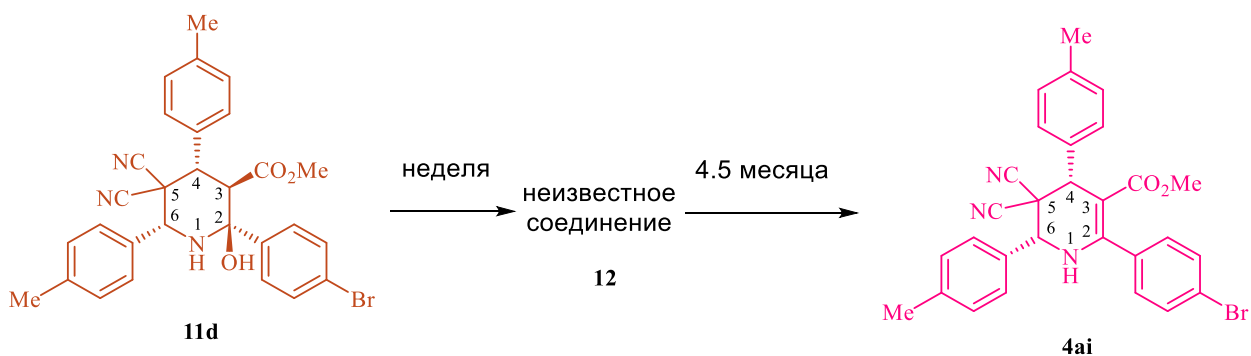 Me
NC
NC
CO₂Me
4
5
3
6
1
2
N
H
OH
Me
Br
11d
неделя
неизвестное
соединение
12
4.5 месяца
Me
NC
NC
CO₂Me
4
5
3
6
1
2
N
H
Me
Br
4ai